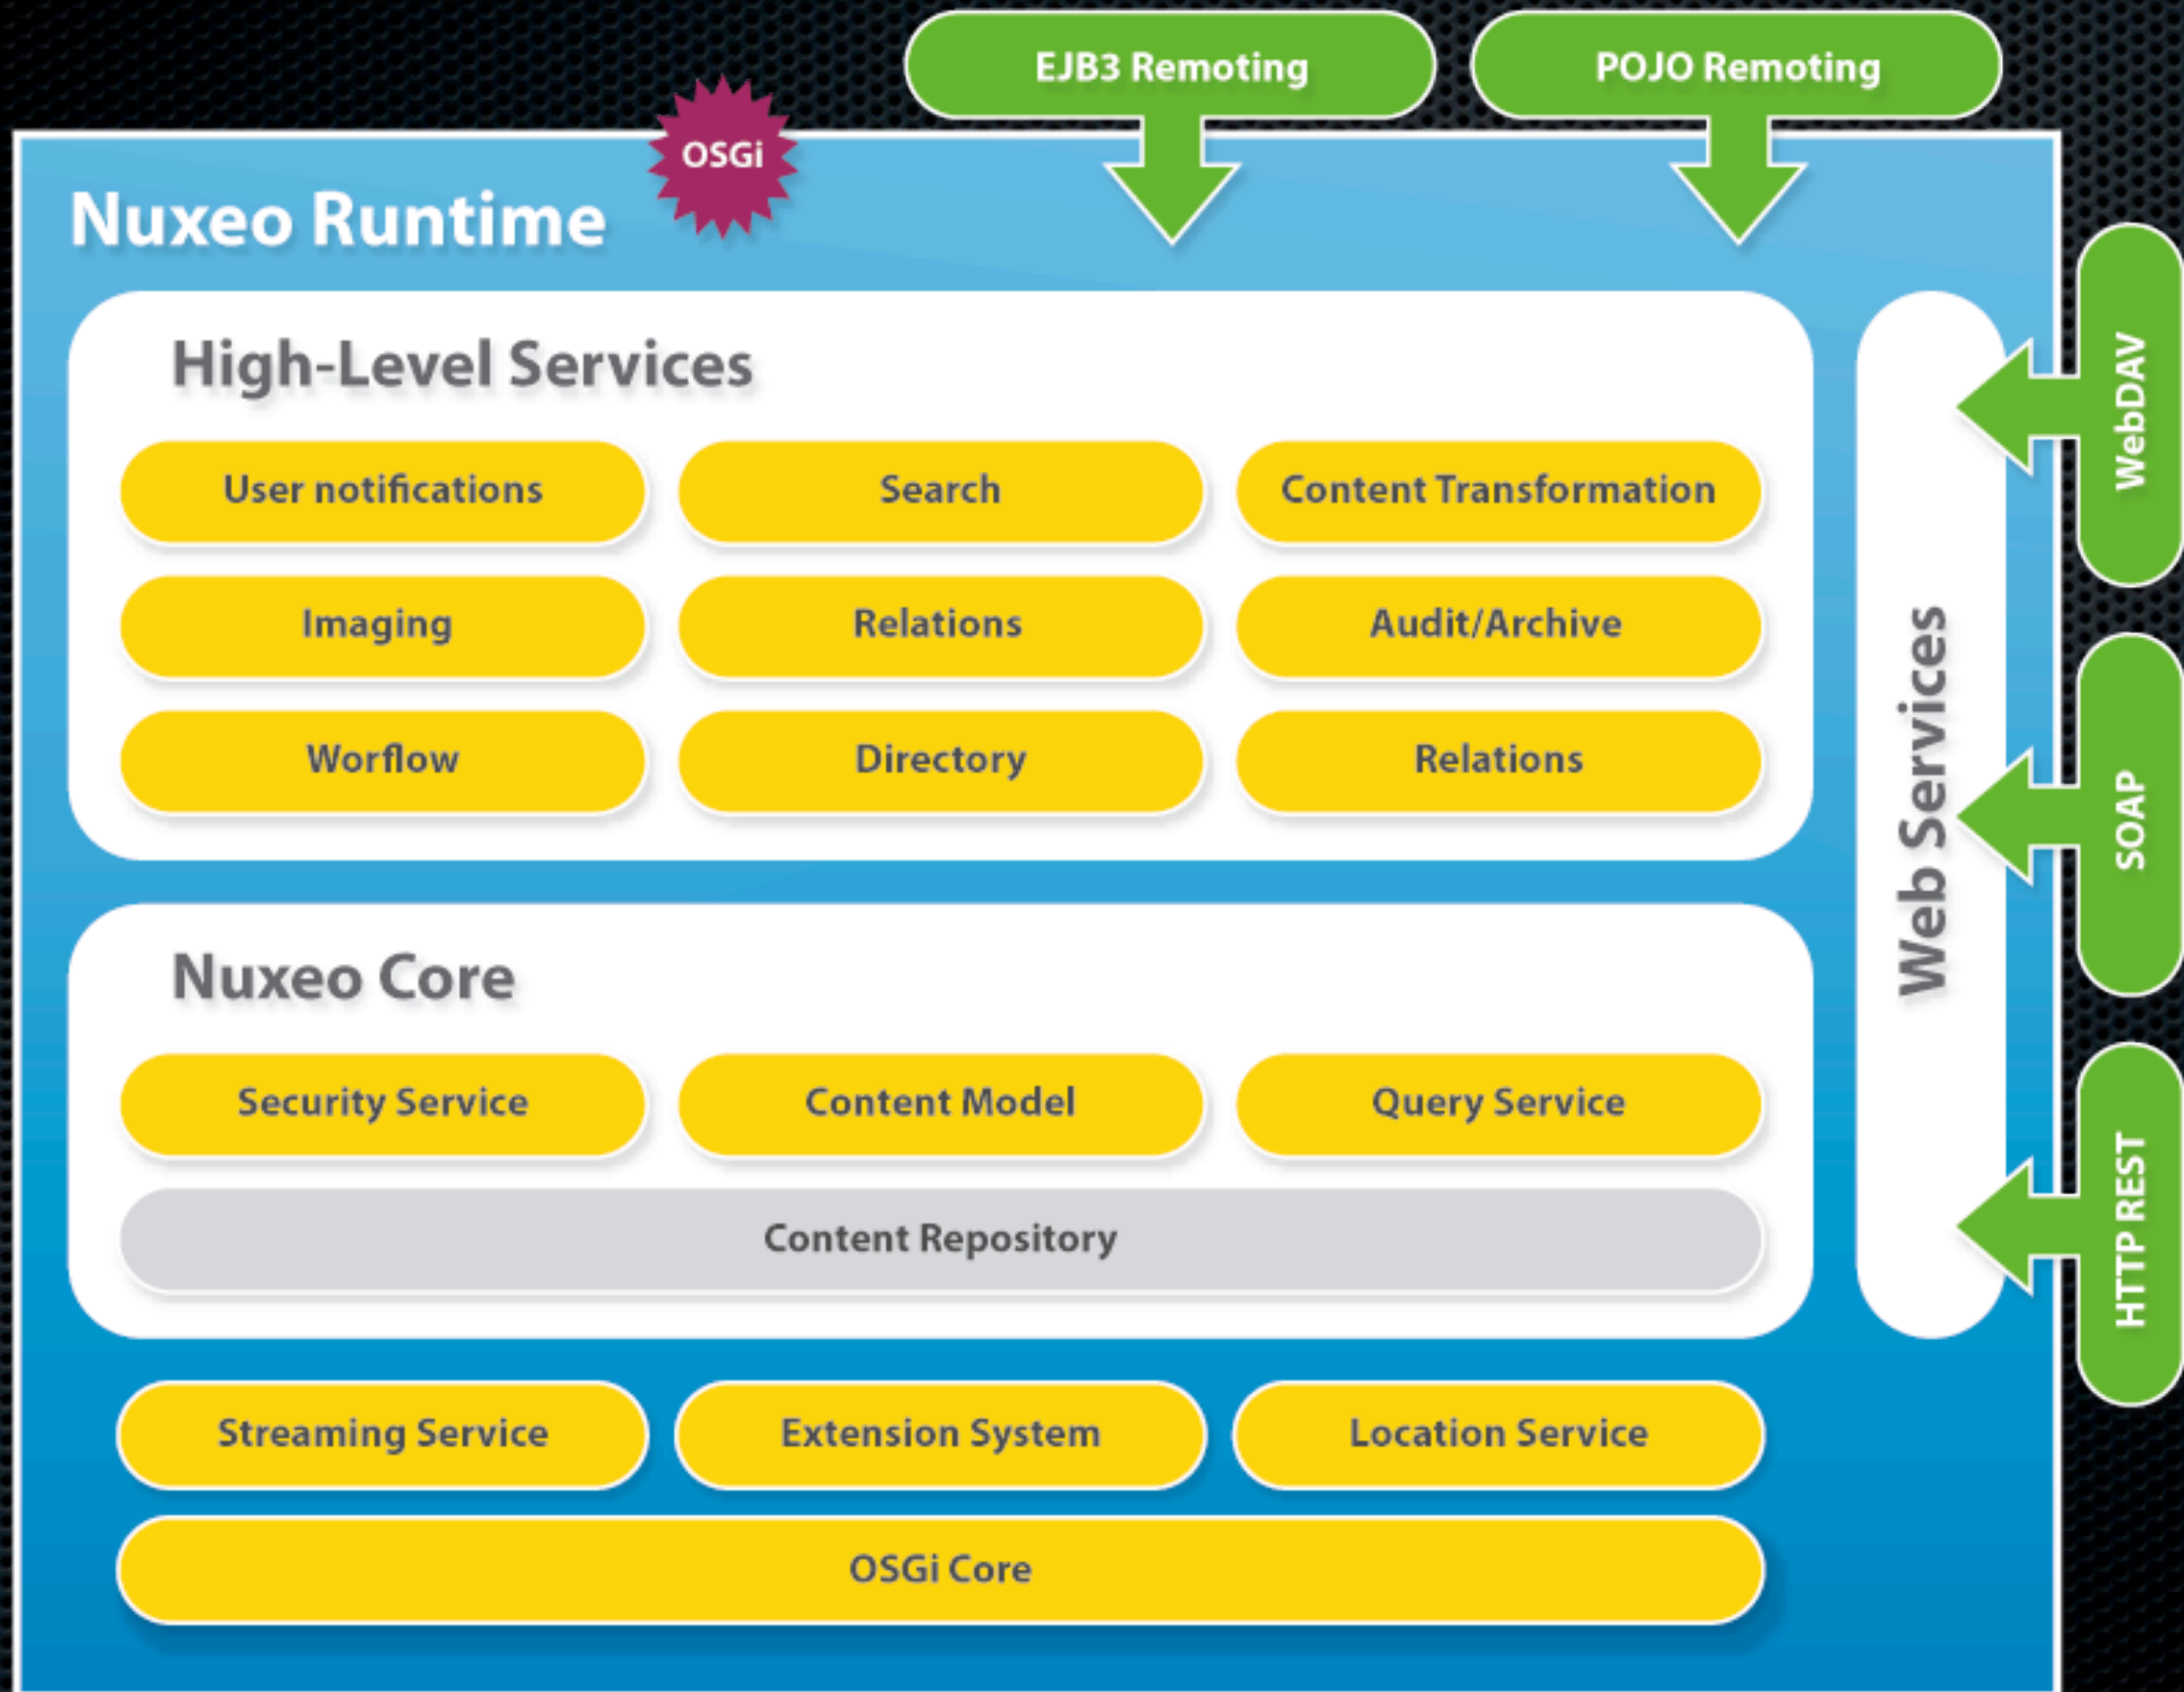 EJB3 Remoting
POJO Remoting
OSGi
Nuxeo Runtime
High-Level Services
User notifications
Search
Content Transformation
Imaging
Relations
Audit/Archive
Worflow
Directory
Relations
Nuxeo Core
Security Service
Content Model
Query Service
Content Repository
Streaming Service
Extension System
Location Service
OSGi Core
Web Services
WebDAV
SOAP
HTTP REST